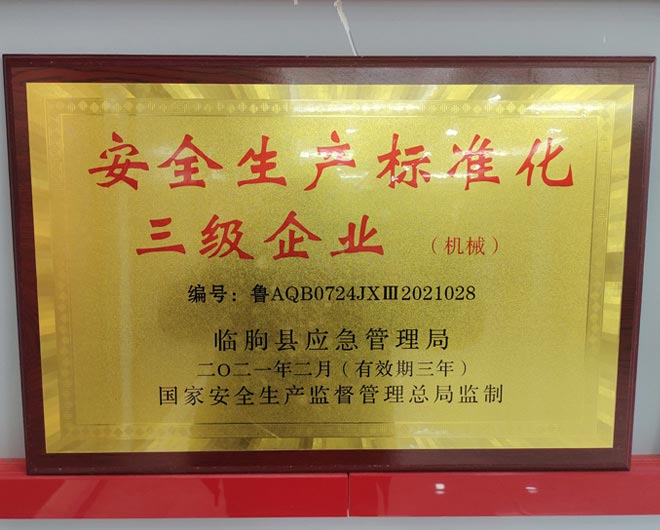 安全生产标准化
三级企业（机械）
编号：鲁AQB0724JXⅢ2021028
临朐县应急管理局
二〇二一年二月（有效期三年）
国家安全生产监督管理总局监制